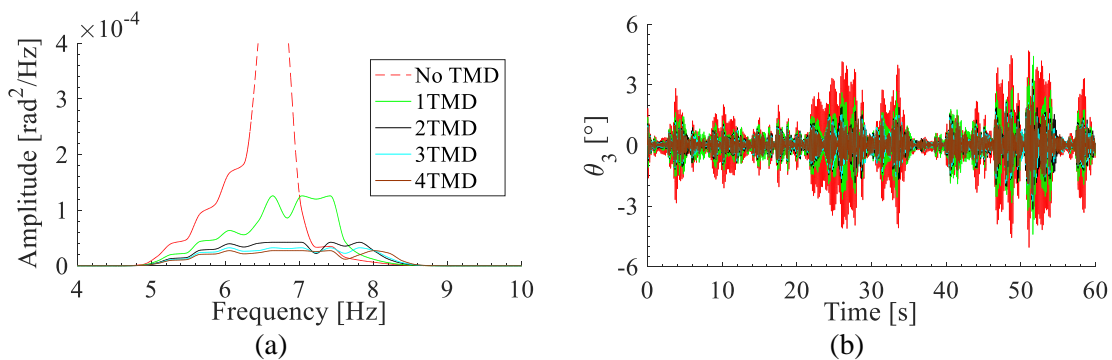 ×10⁻⁴
4
3
2
1
0
Amplitude [rad²/Hz]
No TMD
1TMD
2TMD
3TMD
4TMD
4 5 6 7 8 9 10
Frequency [Hz]
(a)
6
3
0
-3
-6
θ₃ [°]
0 10 20 30 40 50 60
Time [s]
(b)